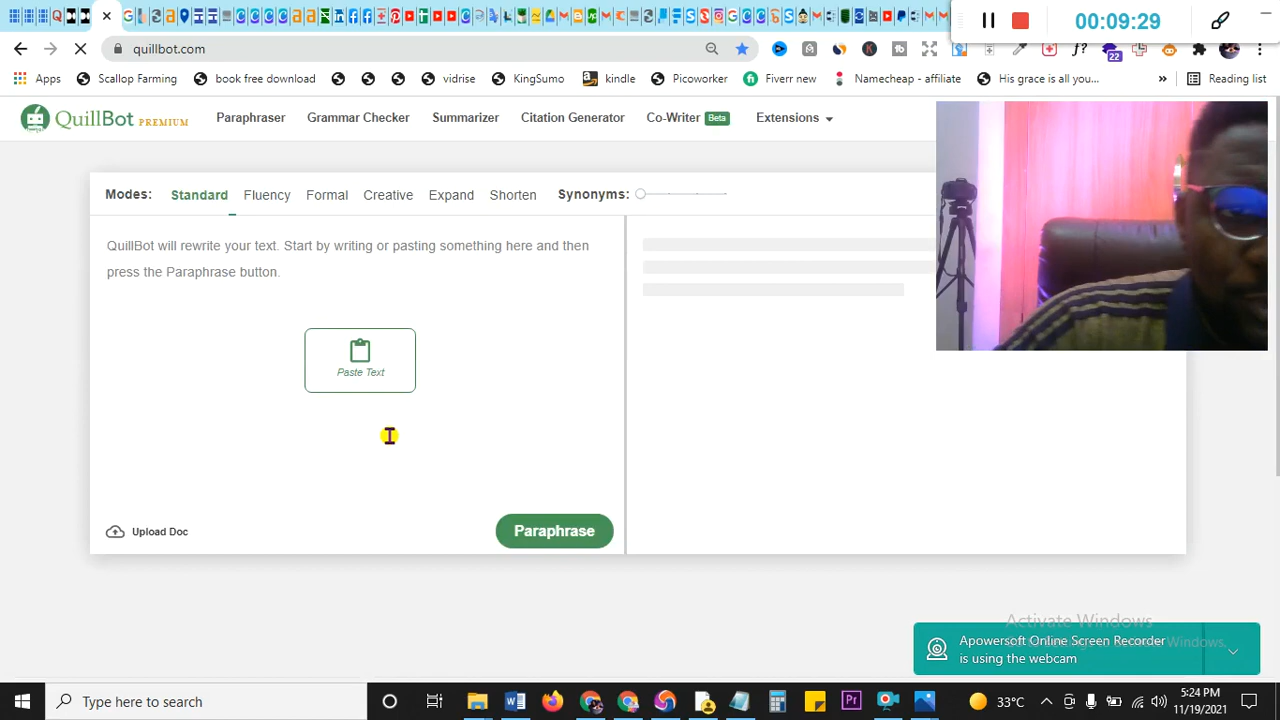 00:09:29
quillbot.com
Apps
Scallop Farming
book free download
vidrise
KingSumo
kindle
Picoworke
Fiverr new
Namecheap - affiliate
His grace is all you...
»
Reading list
22
QuillBot PREMIUM
Paraphraser
Grammar Checker
Summarizer
Citation Generator
Co-Writer Beta
Extensions
Modes: Standard Fluency Formal Creative Expand Shorten Synonyms:
QuillBot will rewrite your text. Start by writing or pasting something here and then
press the Paraphrase button.
Paste Text
Upload Doc
Paraphrase
Activate Windows
Apowersoft Online Screen Recorder
is using the webcam
Type here to search
33°C
5:24 PM
11/19/2021